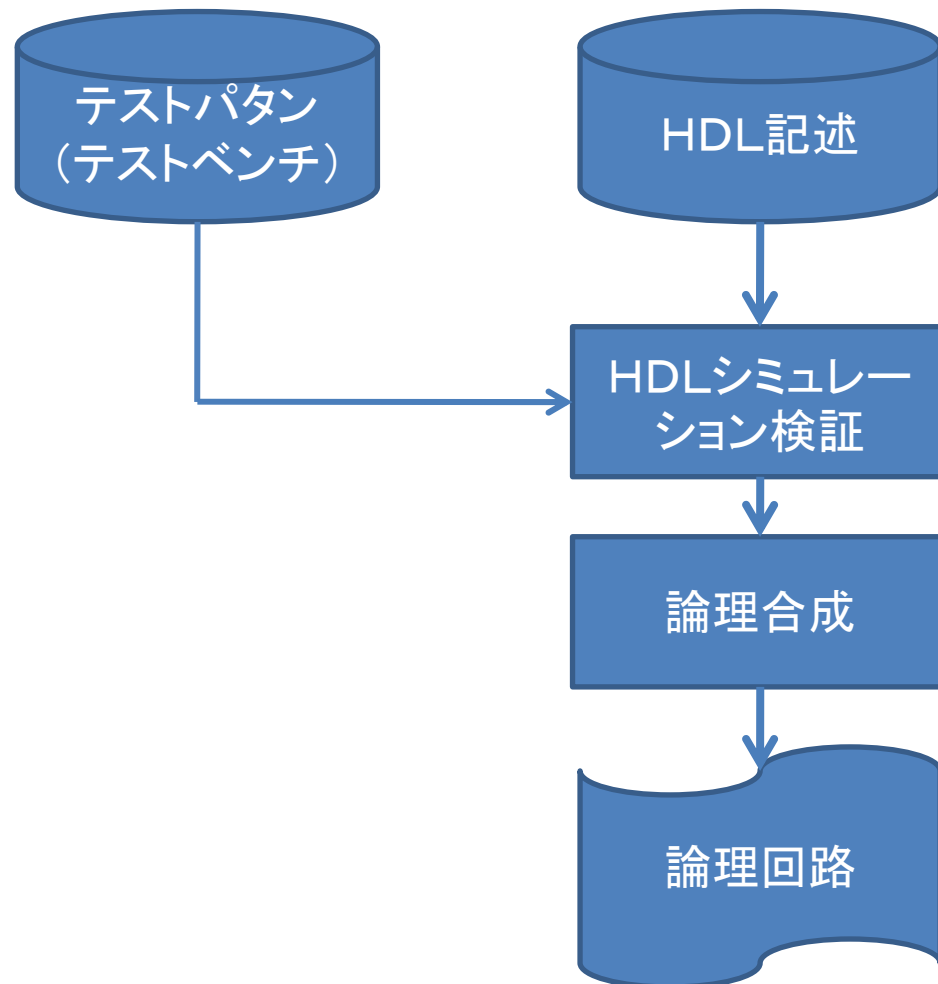 テストパタン
（テストベンチ）
ＨＤＬ記述
ＨＤＬシミュレー
ション検証
論理合成
論理回路